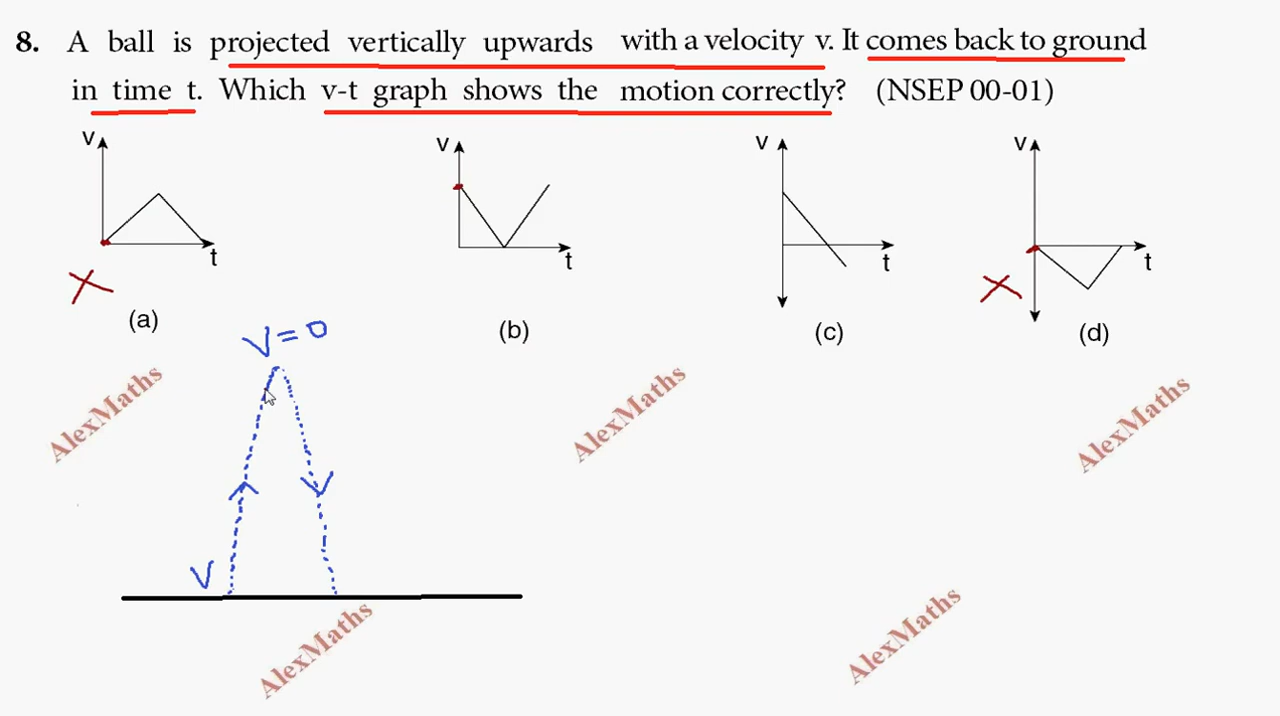 8. A ball is projected vertically upwards with a velocity v. It comes back to ground
in time t. Which v-t graph shows the motion correctly? (NSEP 00-01)
V
V
V
V
t
t
t
t
(a)
(b)
(c)
(d)
V=0
AlexMaths
AlexMaths
AlexMaths
V
AlexMaths
AlexMaths